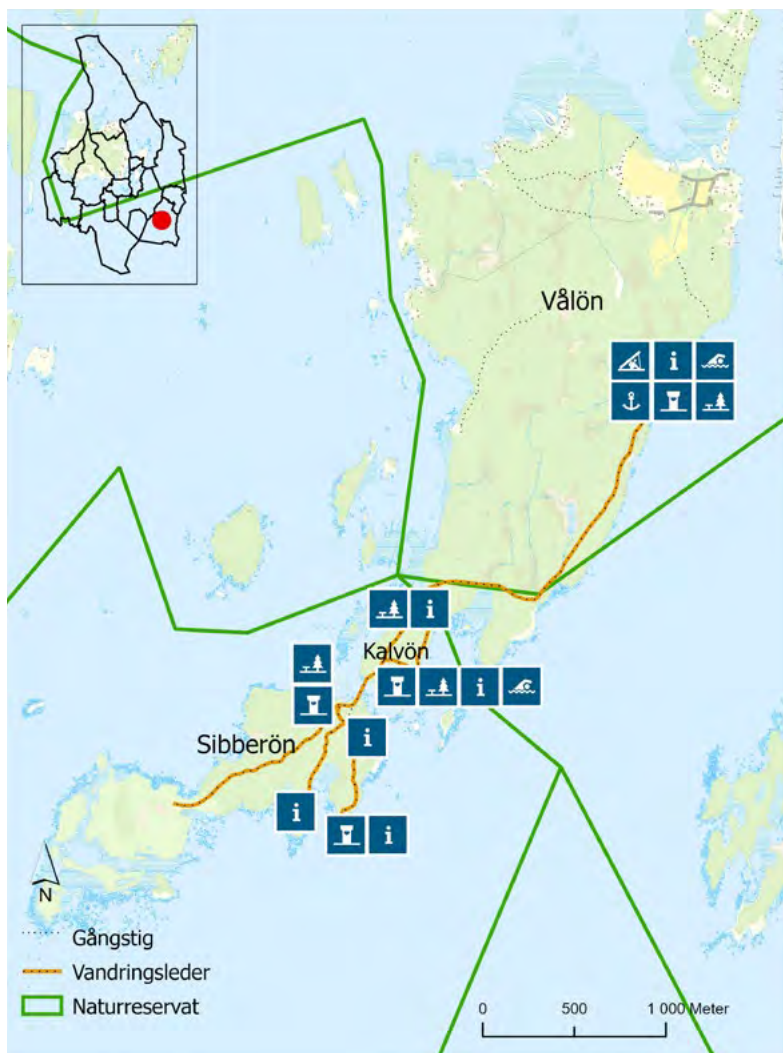 Vålön
i
i
Kalvön
i
i
Sibberön
i
i
N
Gångstig
Vandringsleder
Naturreservat
0 500 1 000 Meter